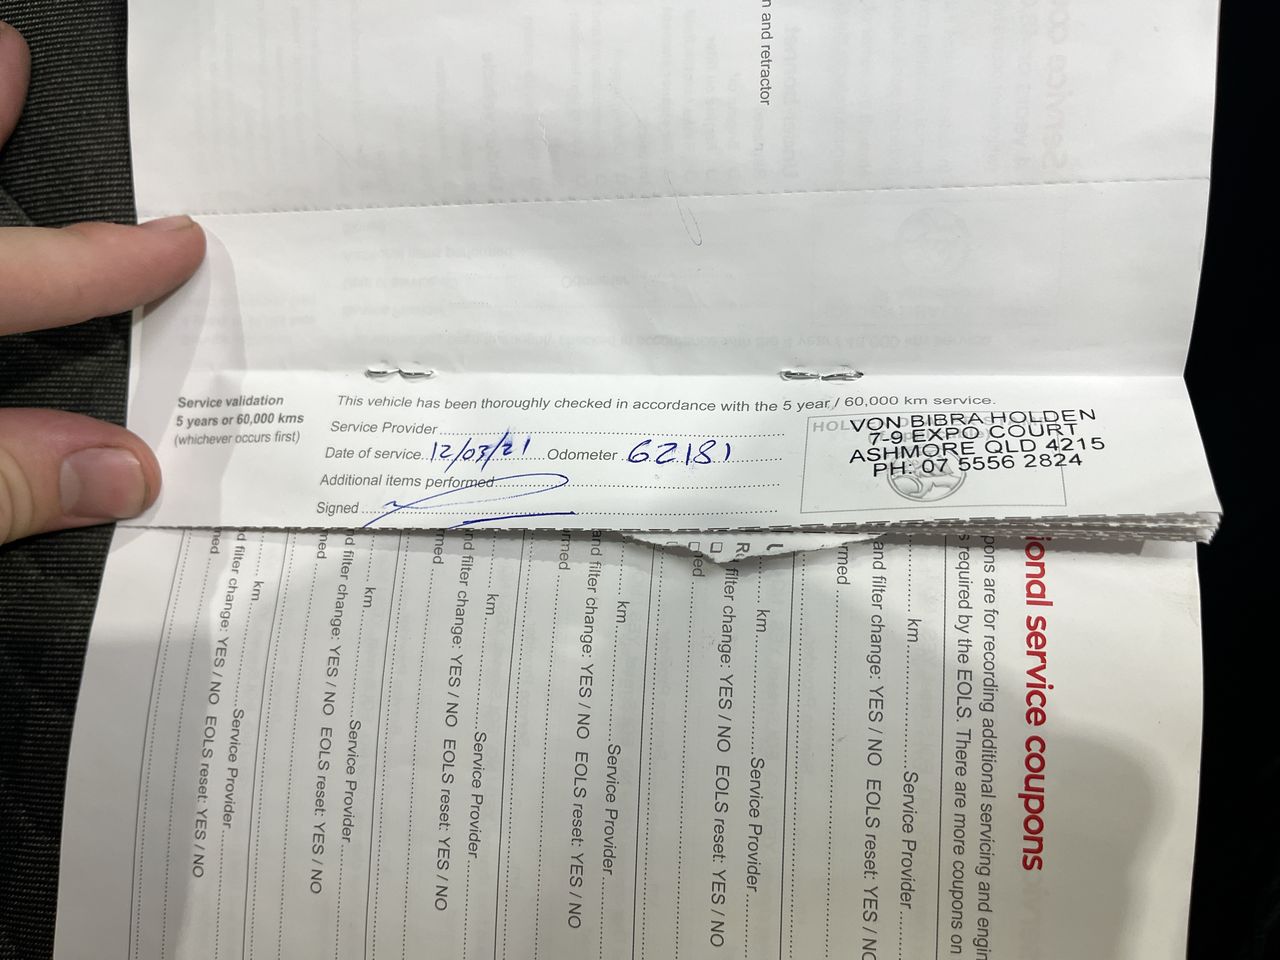 n and retractor
Service validation
5 years or 60,000 kms
(whichever occurs first)
This vehicle has been thoroughly checked in accordance with the 5 year / 60,000 km service.
Service Provider
Date of service 12/03/21 Odometer 62181
Additional items performed
Signed
VON BIBRA HOLDEN
7-9 EXPO COURT
ASHMORE QLD 4215
PH: 07 5556 2824
ional service coupons
pons are for recording additional servicing and engin
s required by the EOLS. There are more coupons on
km Service Provider
and filter change: YES / NO EOLS reset: YES / NO
rmed
km Service Provider
filter change: YES / NO EOLS reset: YES / NO
ed
km Service Provider
and filter change: YES / NO EOLS reset: YES / NO
rmed
km Service Provider
nd filter change: YES / NO EOLS reset: YES / NO
med
km Service Provider
d filter change: YES / NO EOLS reset: YES / NO
med
km Service Provider
d filter change: YES / NO EOLS reset: YES / NO
ned